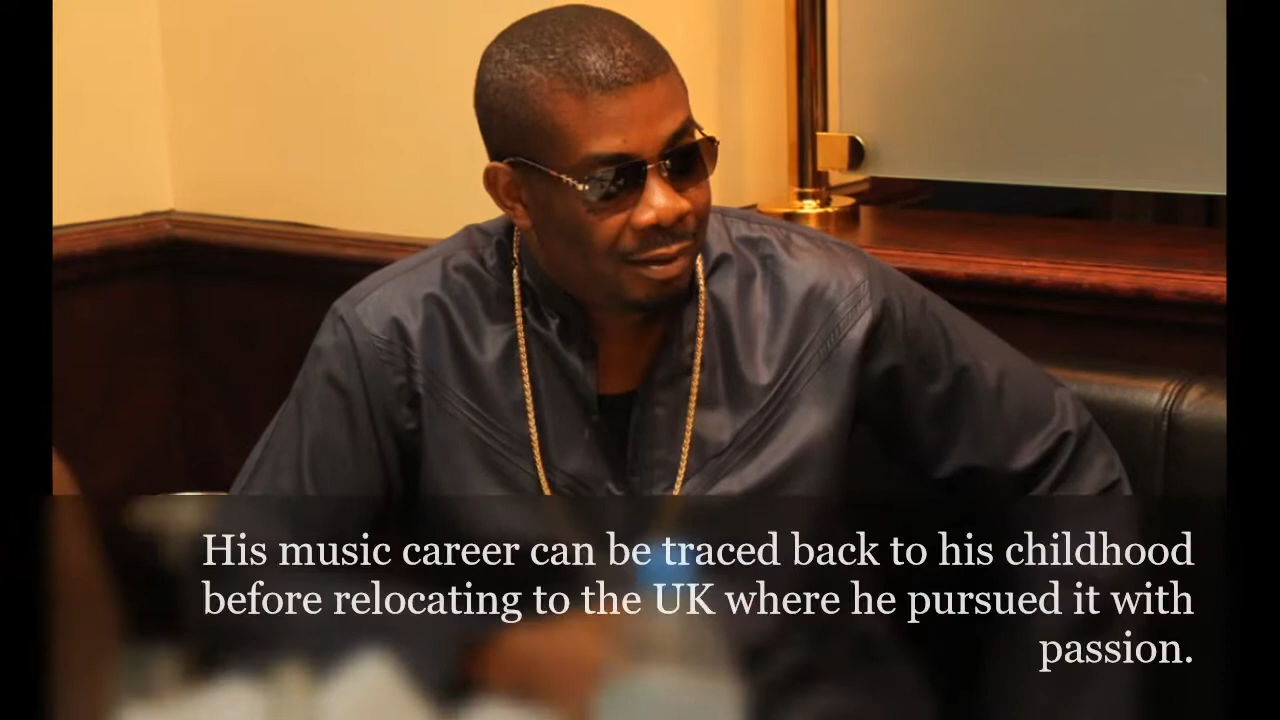 His music career can be traced back to his childhood
before relocating to the UK where he pursued it with
passion.